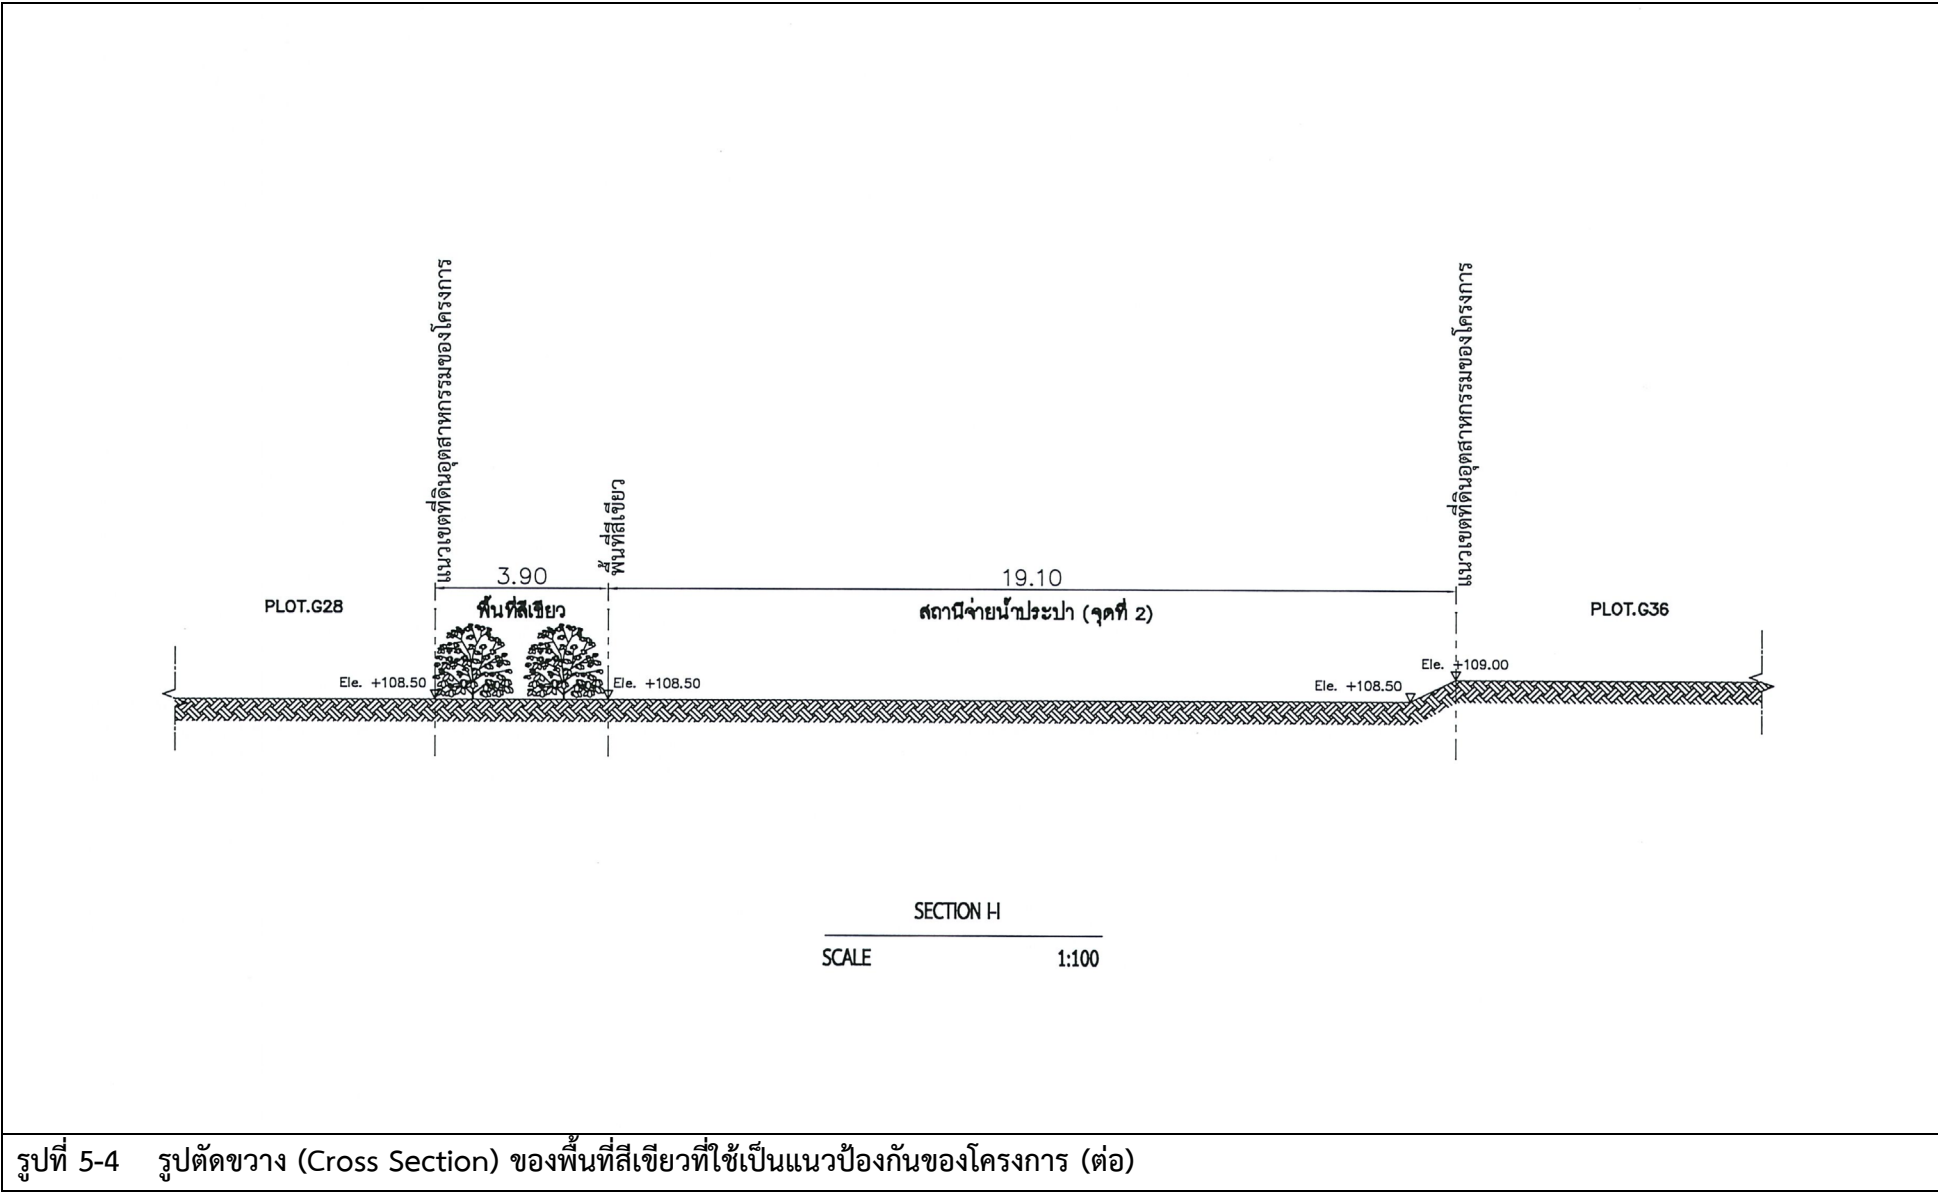 แนวเขตที่ดินอุตสาหกรรมของโครงการ
พื้นที่สีเขียว
แนวเขตที่ดินอุตสาหกรรมของโครงการ
3.90
19.10
PLOT.G28
พื้นที่สีเขียว
สถานีจ่ายน้ำประปา (จุดที่ 2)
PLOT.G36
Ele. +109.00
Ele. +108.50
Ele. +108.50
Ele. +108.50
SECTION H
SCALE 1:100
รูปที่ 5-4 รูปตัดขวาง (Cross Section) ของพื้นที่สีเขียวที่ใช้เป็นแนวป้องกันของโครงการ (ต่อ)